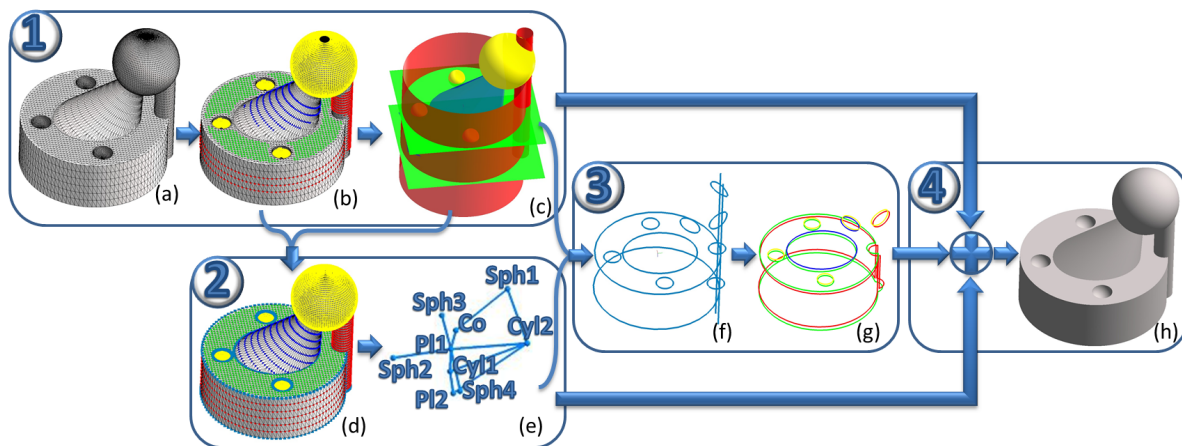 1
(a)
(b)
(c)
2
(d)
Sph1
Sph3
Co
Cyl2
Pl1
Sph2
Cyl1
Pl2
Sph4
(e)
3
(f)
(g)
4
(h)